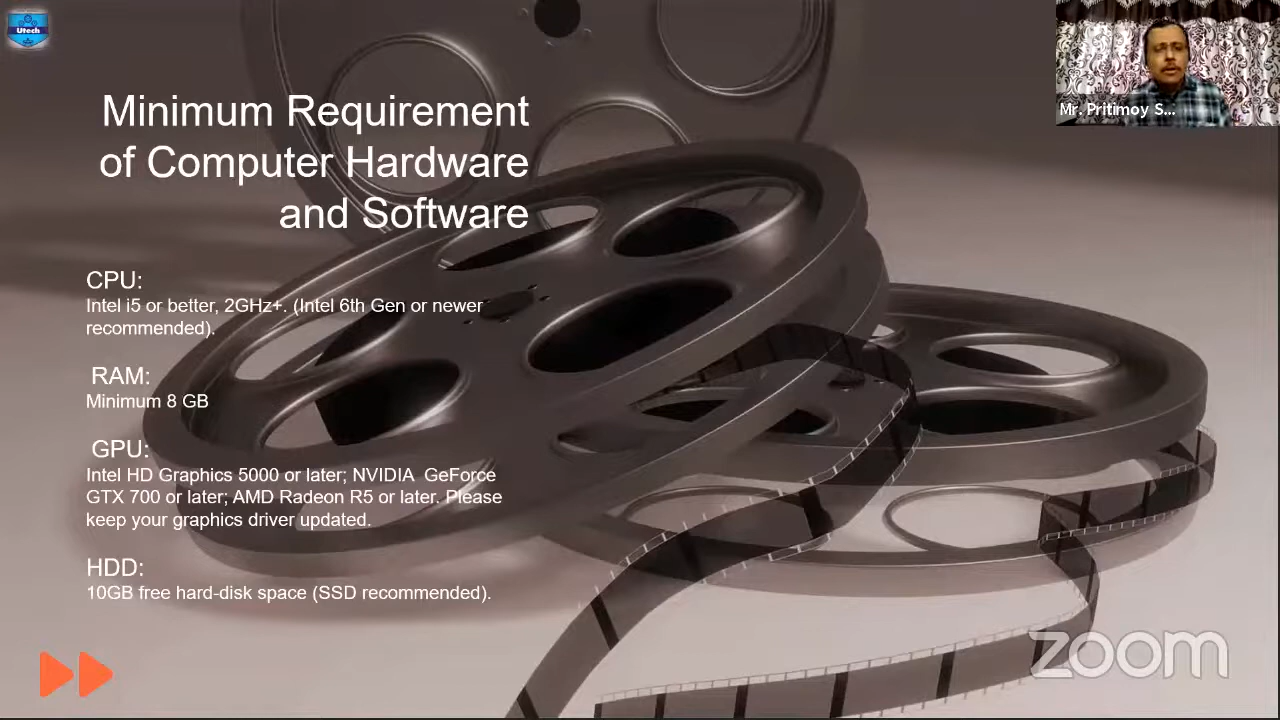 Utech
Minimum Requirement
of Computer Hardware
and Software
Mr. Pritimoy S...
CPU:
Intel i5 or better, 2GHz+. (Intel 6th Gen or newer
recommended).
RAM:
Minimum 8 GB
GPU:
Intel HD Graphics 5000 or later; NVIDIA GeForce
GTX 700 or later; AMD Radeon R5 or later. Please
keep your graphics driver updated.
HDD:
10GB free hard-disk space (SSD recommended).
zoom